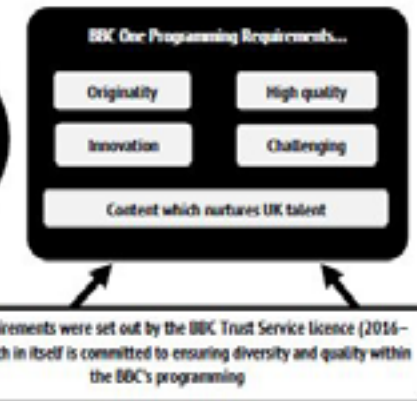 BBC One Programming Requirements...
Originality High quality
Innovation Challenging
Content which nurtures UK talent
irements were set out by the BBC Trust Service Licence (2016–
th in itself is committed to ensuring diversity and quality within
the BBC's programming